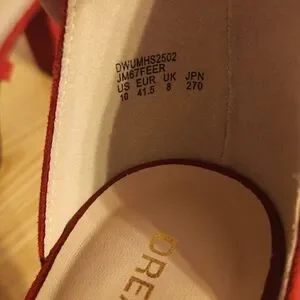 DWUMHS2502
JM67FEER
US EUR UK JPN
10 41.5 8 270
DREA